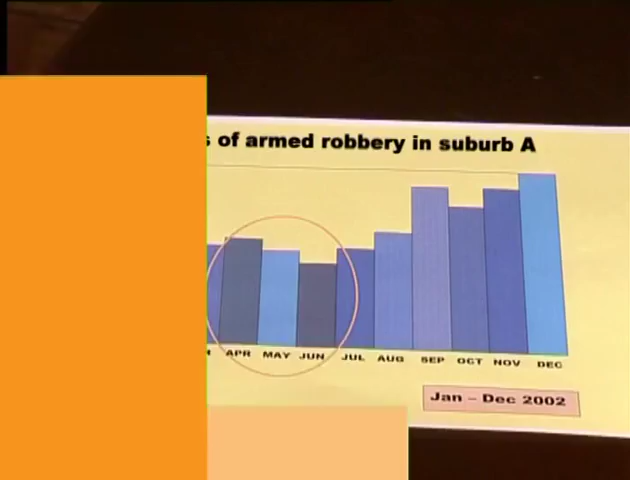 of armed robbery in suburb A
APR MAY JUN JUL AUG SEP OCT NOV DEC
Jan – Dec 2002